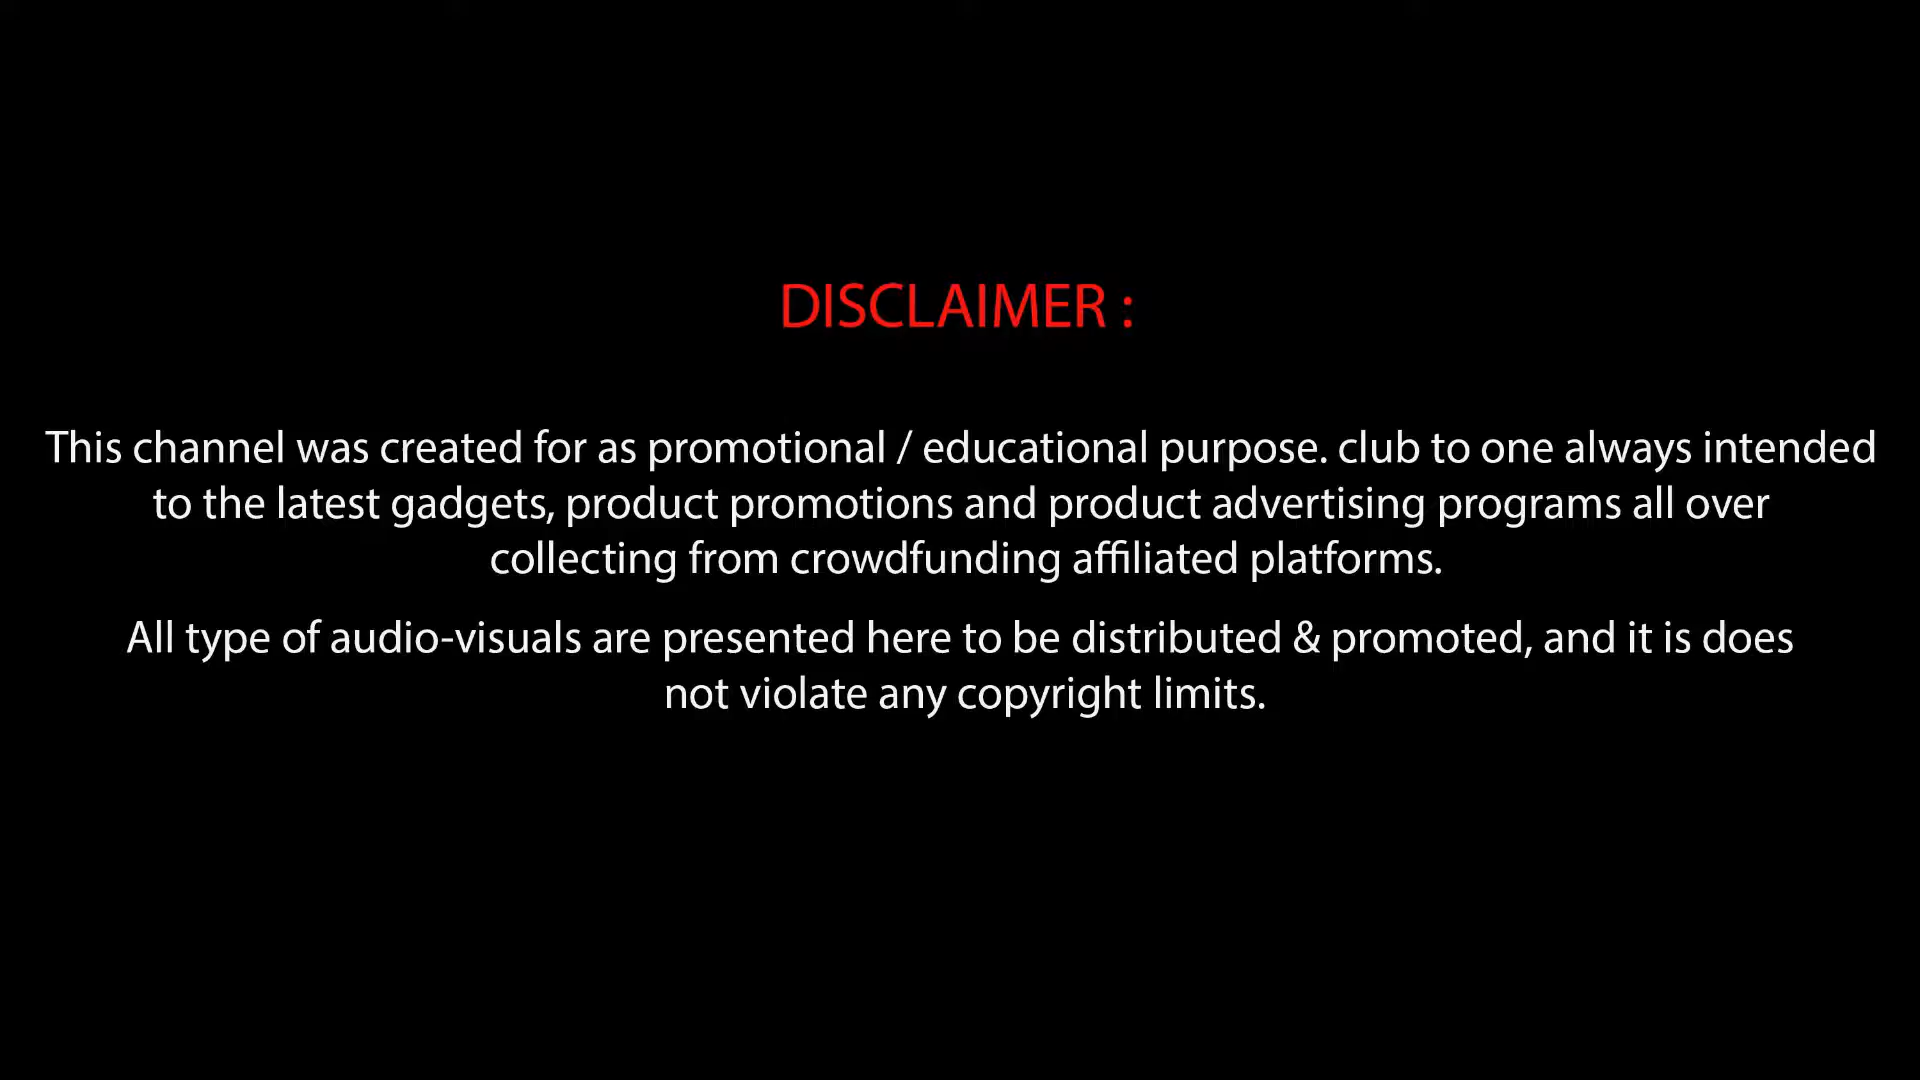 DISCLAIMER :
This channel was created for as promotional / educational purpose. club to one always intended
to the latest gadgets, product promotions and product advertising programs all over
collecting from crowdfunding affiliated platforms.
All type of audio-visuals are presented here to be distributed & promoted, and it is does
not violate any copyright limits.